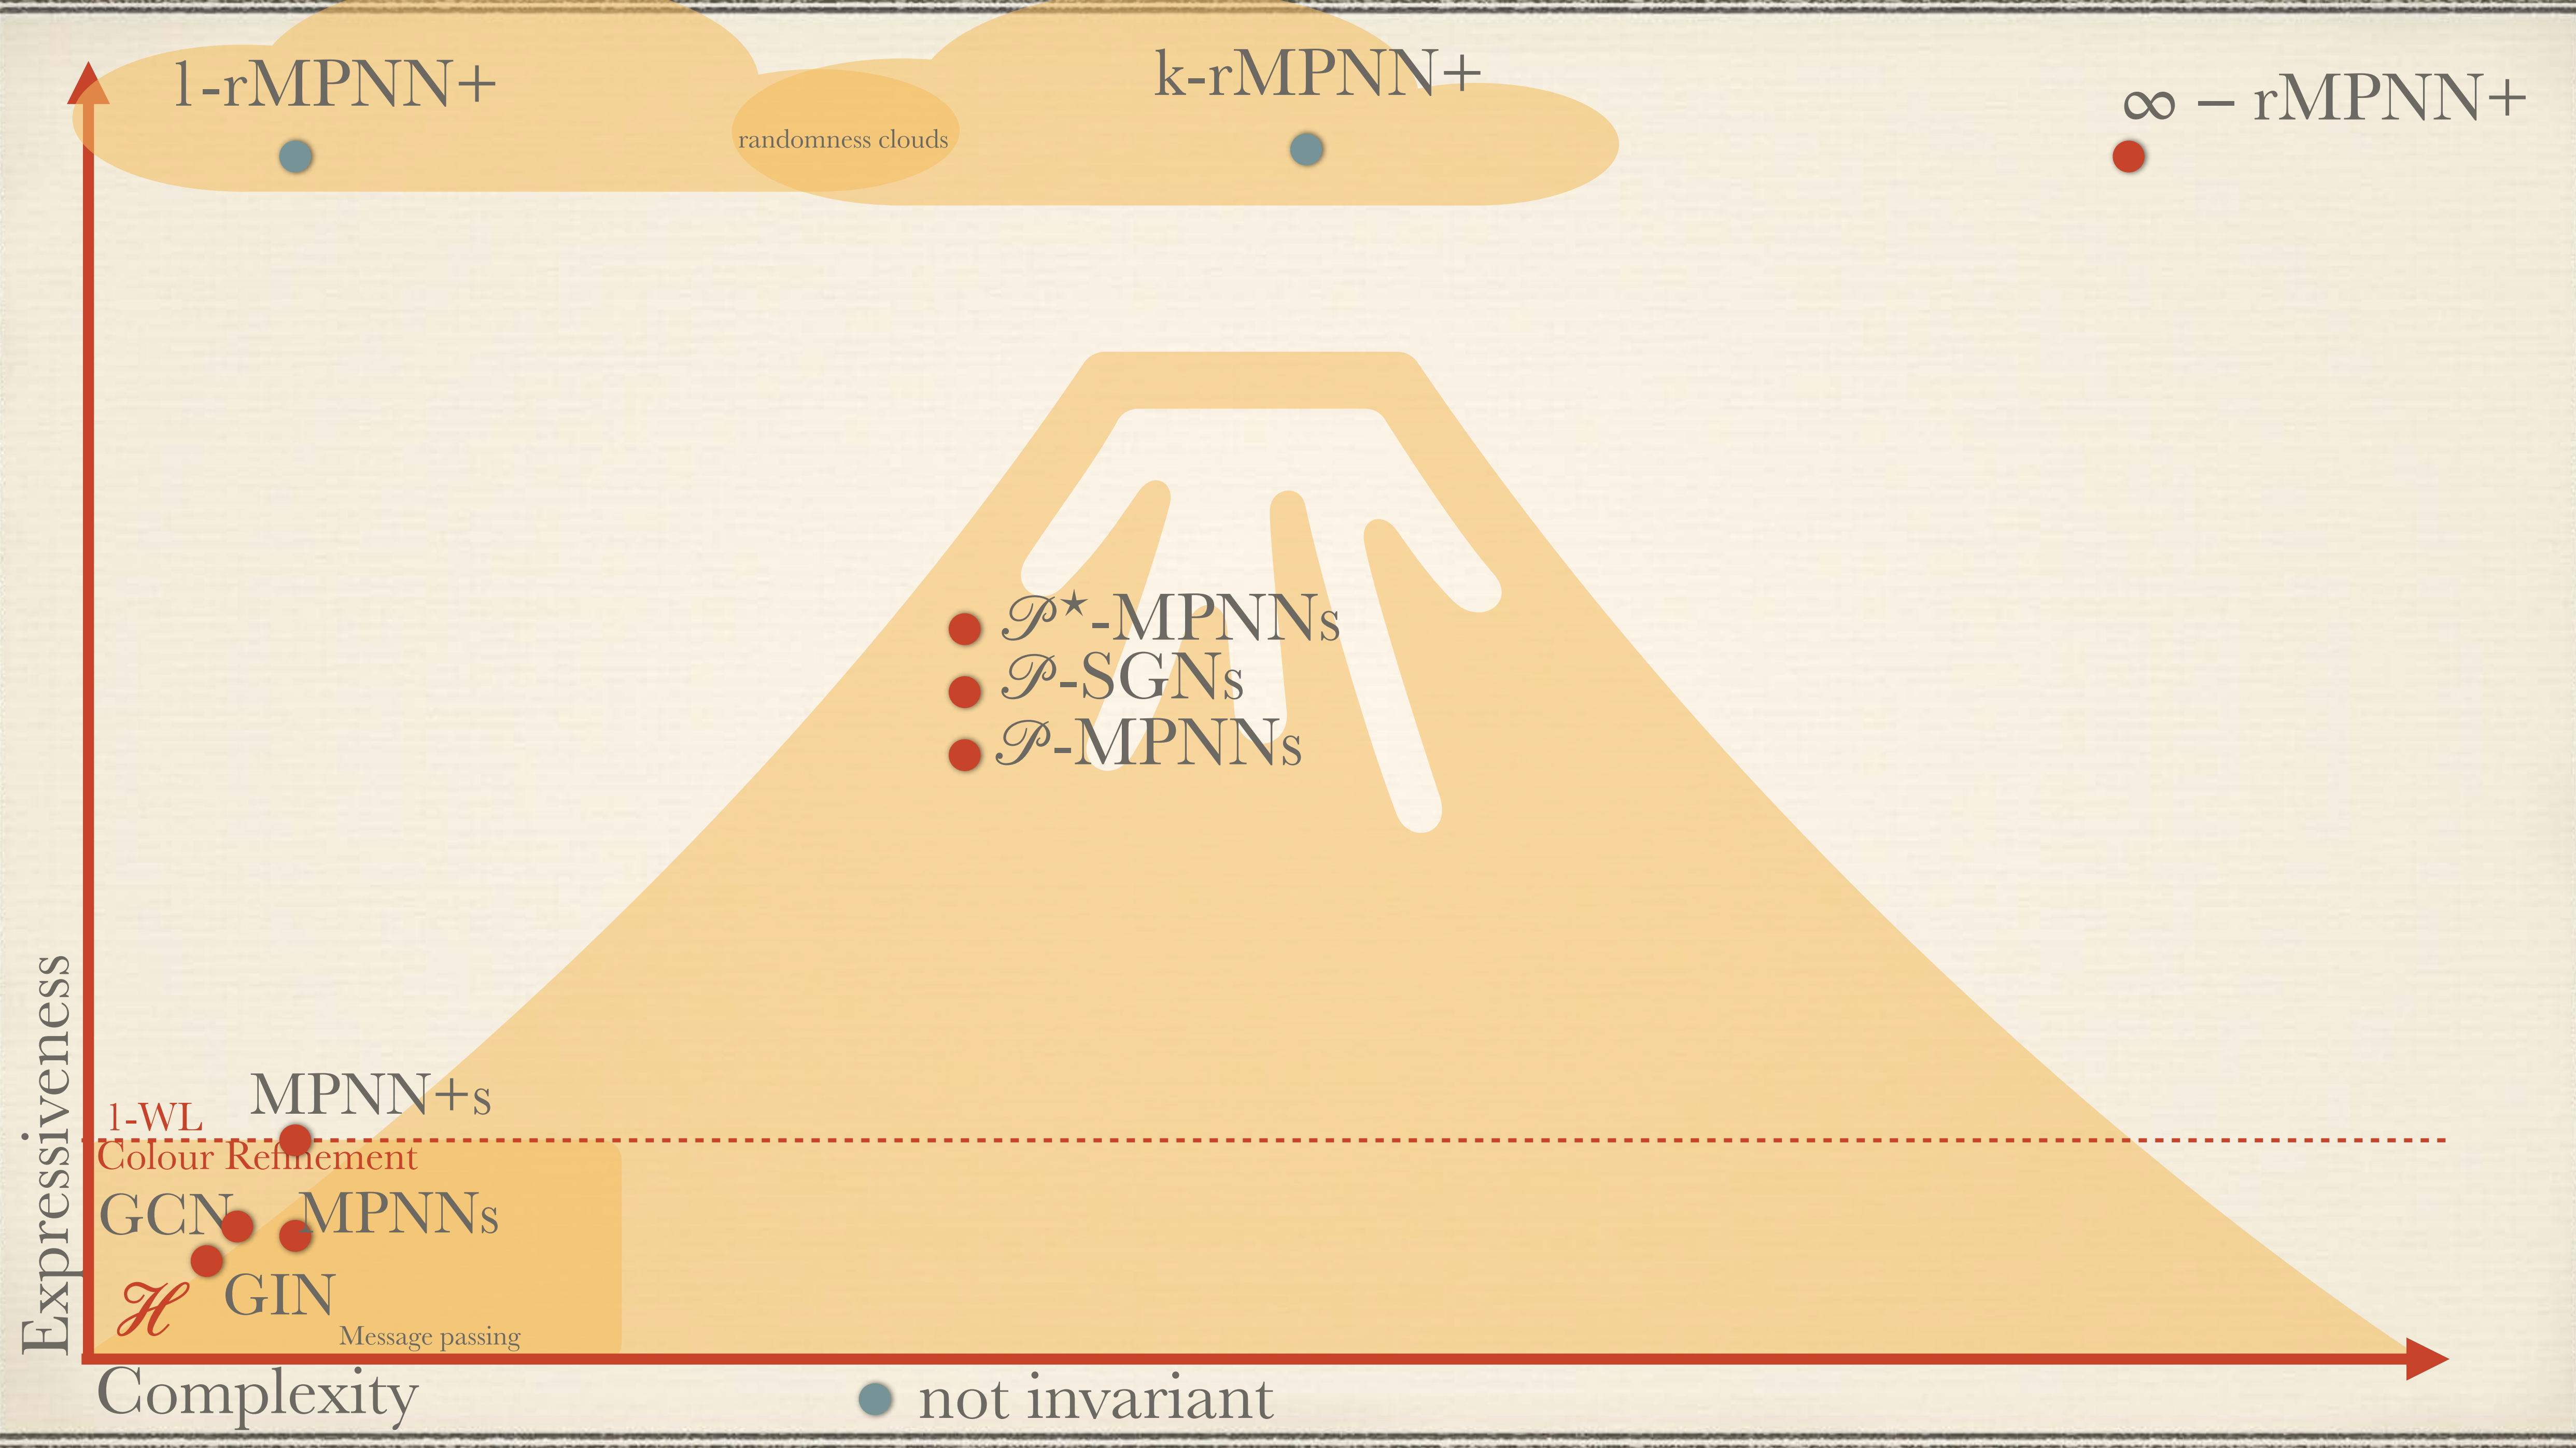 1-rMPNN+
k-rMPNN+
∞ − rMPNN+
randomness clouds
𝒫★-MPNNs
𝒫-SGNs
𝒫-MPNNs
Expressiveness
MPNN+s
1-WL
Colour Refinement
GCN
MPNNs
ℋ
GIN
Message passing
Complexity
not invariant